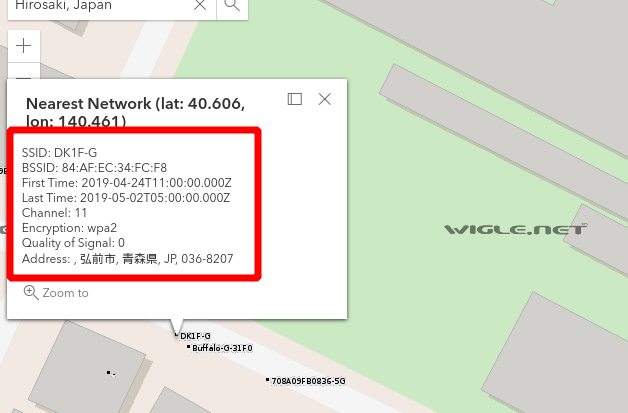 Hirosaki, Japan
Nearest Network (lat: 40.606,
lon: 140.461)
SSID: DK1F-G
BSSID: 84:AF:EC:34:FC:F8
First Time: 2019-04-24T11:00:00.000Z
Last Time: 2019-05-02T05:00:00.000Z
Channel: 11
Encryption: wpa2
Quality of Signal: 0
Address: , 弘前市, 青森県, JP, 036-8207
Zoom to
WIGLE.NET
DK1F-G
Buffalo-G-31F0
708A09FB0836-5G